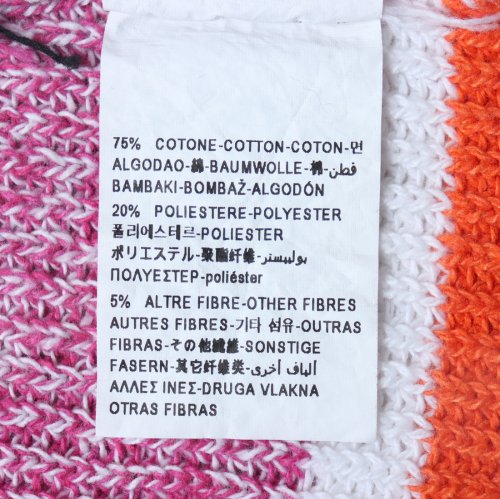 75% COTONE-COTTON-COTON-면
ALGODAO-綿-BAUMWOLLE-棉-قطن
BAMBAKI-BOMBAŽ-ALGODÓN
20% POLIESTERE-POLYESTER
폴리에스테르-POLIESTER
ポリエステル-聚酯纤维-بوليستر
ΠΟΛΥΕΣΤΕΡ-poliéster
5% ALTRE FIBRE-OTHER FIBRES
AUTRES FIBRES-기타 섬유-OUTRAS
FIBRAS-その他繊維-SONSTIGE
FASERN-其它纤维类-ألياف أخرى
ΑΛΛΕΣ ΙΝΕΣ-DRUGA VLAKNA
OTRAS FIBRAS